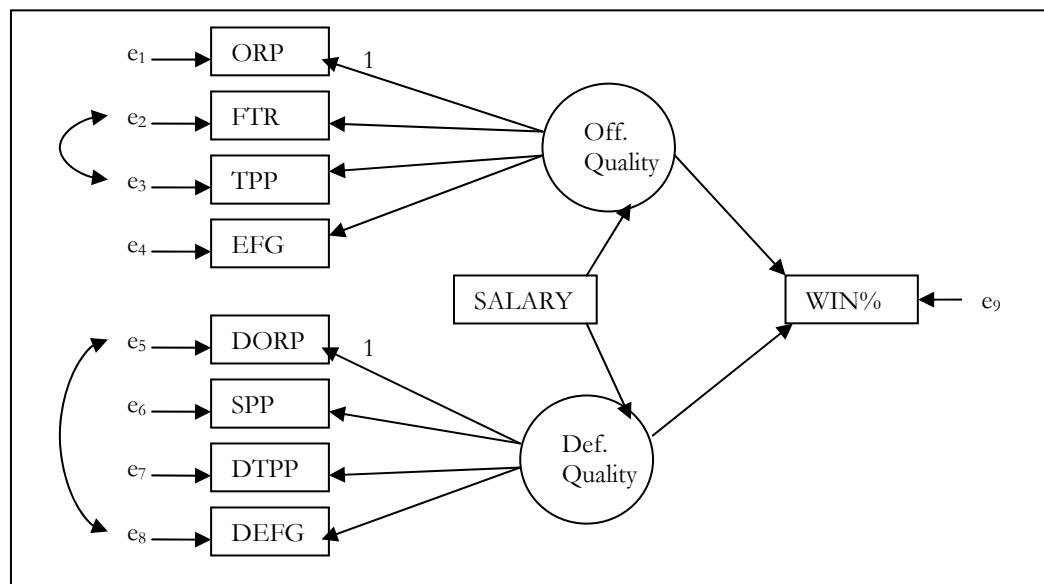 e₁ ORP 1
e₂ FTR
Off.
Quality
e₃ TPP
e₄ EFG
SALARY
WIN% e₉
e₅ DORP 1
e₆ SPP
Def.
Quality
e₇ DTPP
e₈ DEFG